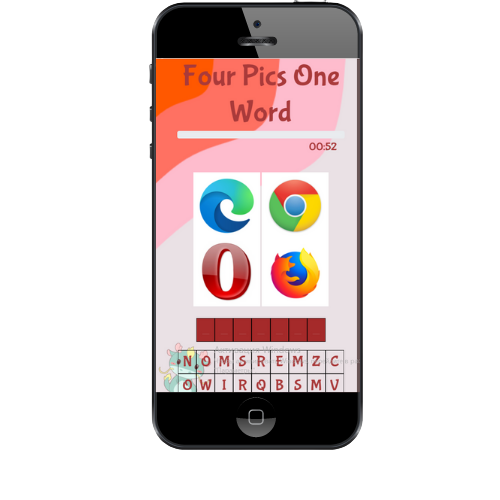 Four Pics One
Word
00:52
N O M S R E M Z C
O W I R Q B S M V